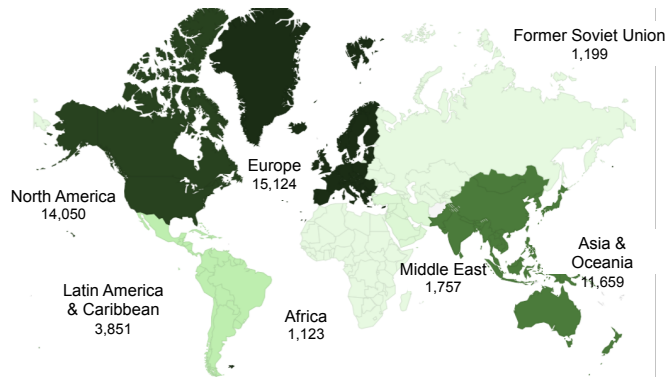 Former Soviet Union
1,199
Europe
15,124
North America
14,050
Asia &
Oceania
11,659
Middle East
1,757
Latin America
& Caribbean
3,851
Africa
1,123